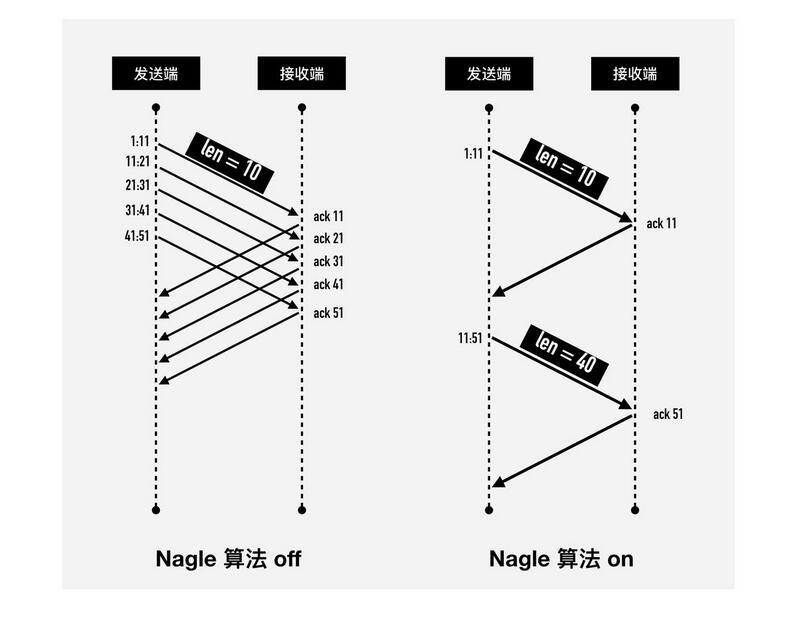 发送端
接收端
1:11
11:21
21:31
31:41
41:51
len = 10
ack 11
ack 21
ack 31
ack 41
ack 51
Nagle 算法 off
发送端
接收端
1:11
len = 10
ack 11
11:51
len = 40
ack 51
Nagle 算法 on